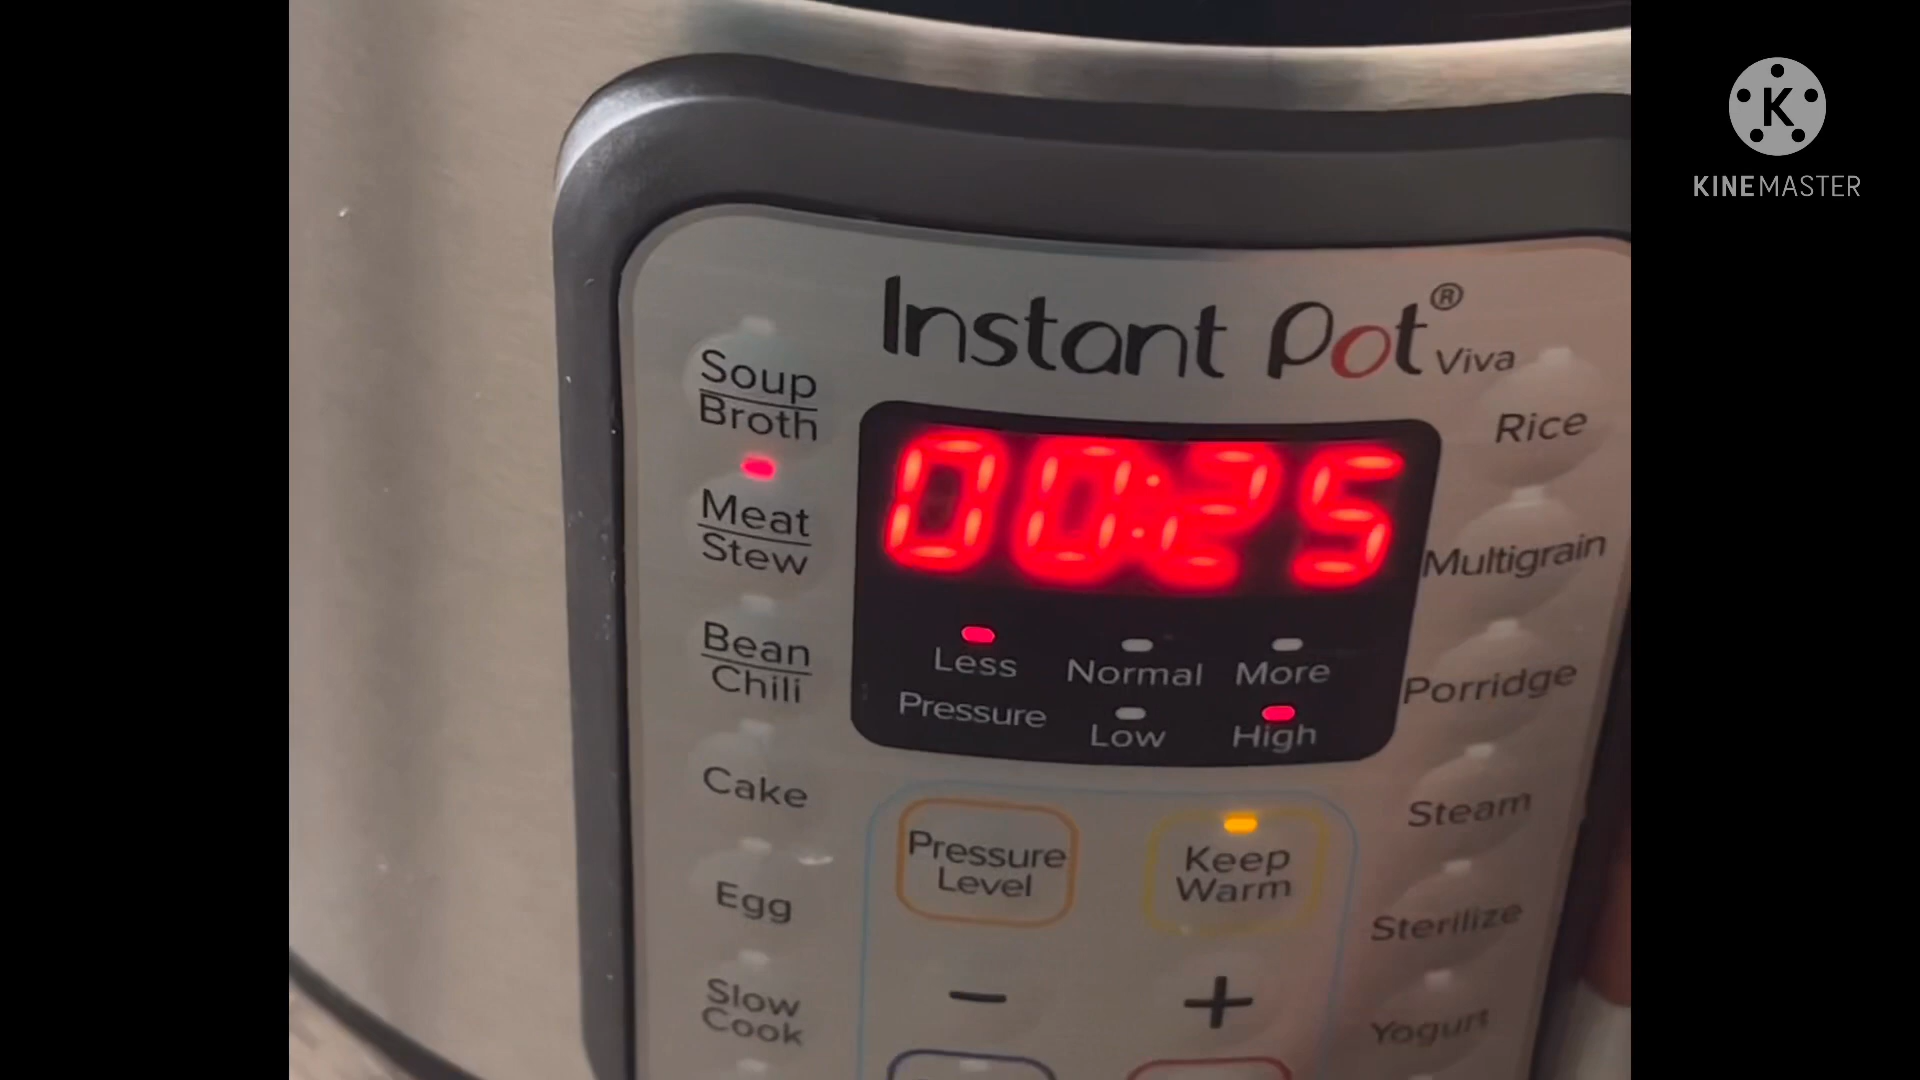 KINEMASTER
Instant Pot® Viva
Soup
Broth
Meat
Stew
Bean
Chili
Cake
Egg
Slow
Cook
00:25
Less Normal More
Pressure
Low High
Pressure
Level
Keep
Warm
- +
Rice
Multigrain
Porridge
Steam
Sterilize
Yogurt